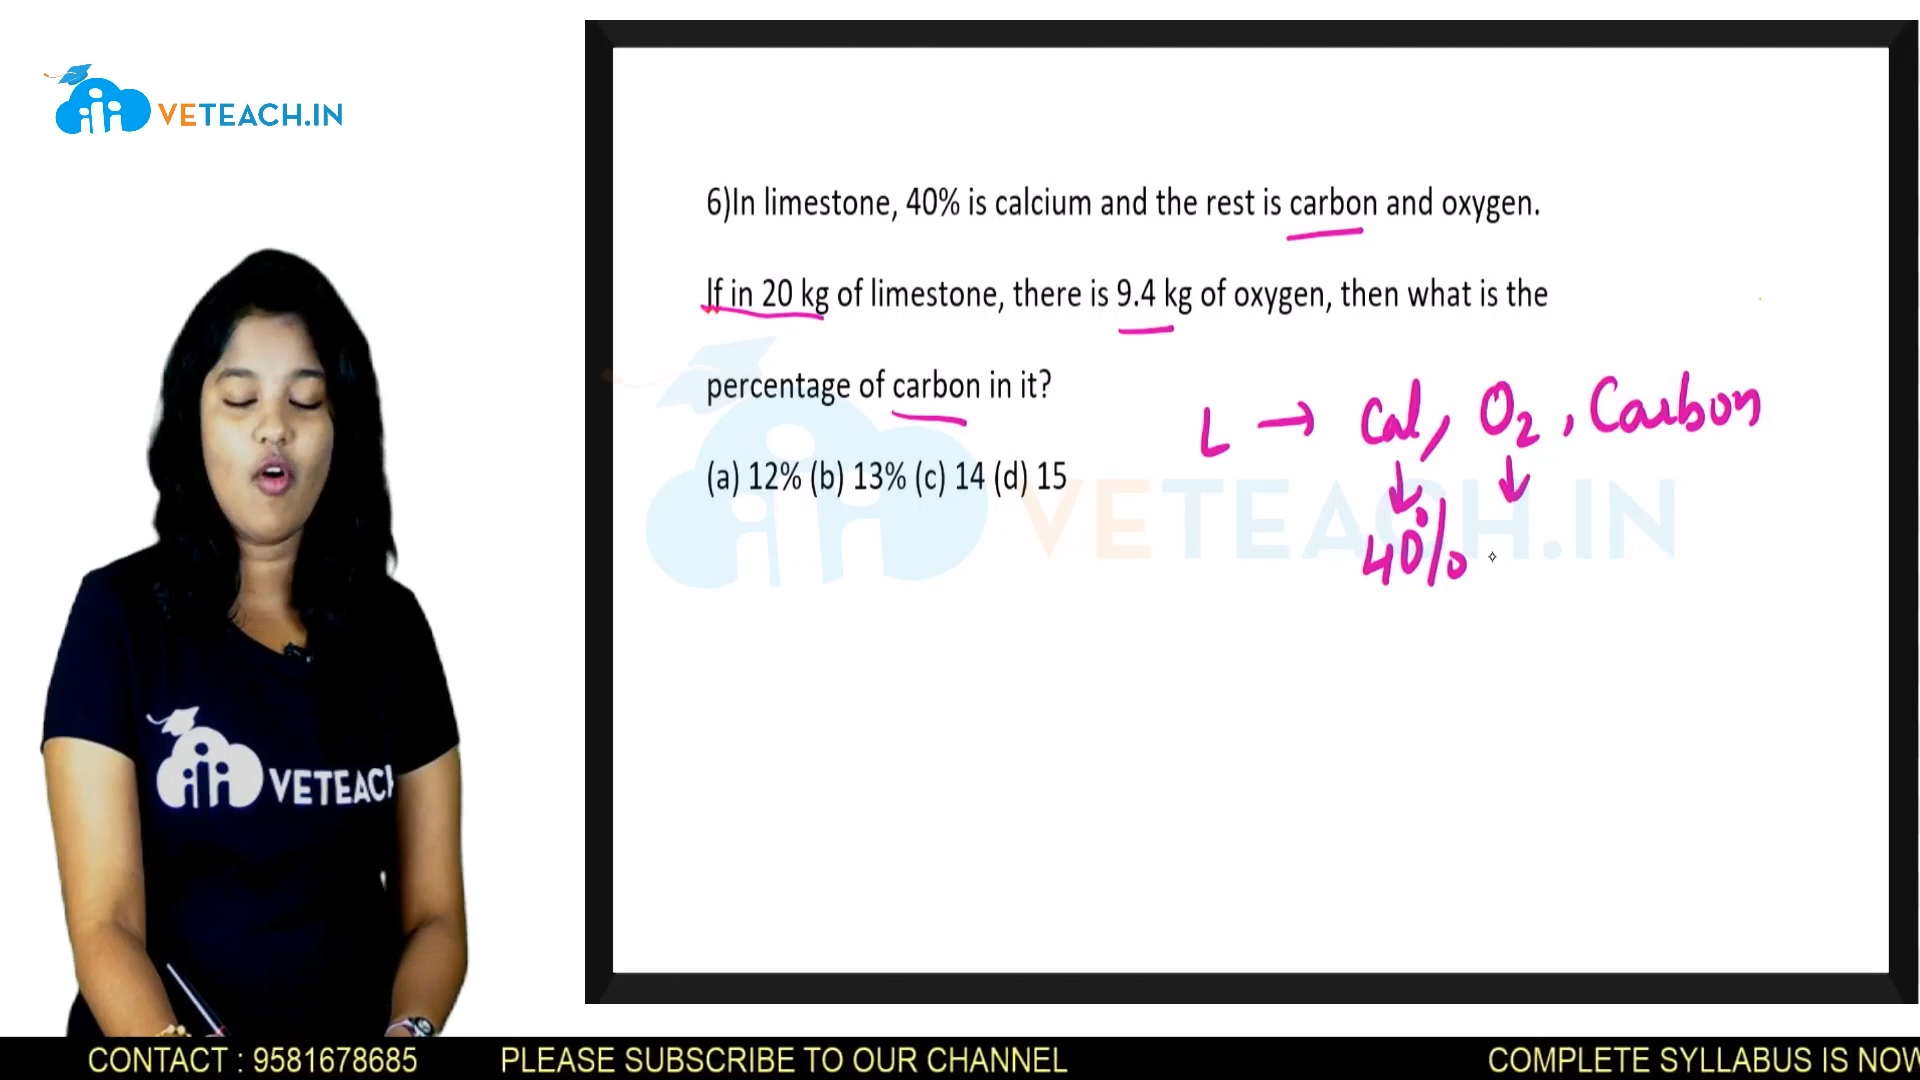 VETEACH.IN
6)In limestone, 40% is calcium and the rest is carbon and oxygen.
If in 20 kg of limestone, there is 9.4 kg of oxygen, then what is the
percentage of carbon in it?
(a) 12% (b) 13% (c) 14 (d) 15
L → Cal, O2, Carbon
40%
VETEACH.IN
VETEACH
CONTACT : 9581678685 PLEASE SUBSCRIBE TO OUR CHANNEL COMPLETE SYLLABUS IS NOW